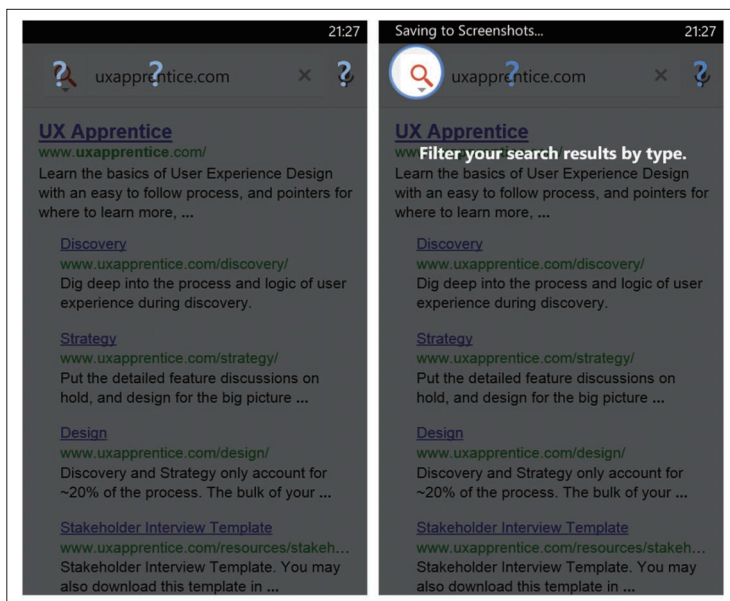 21:27
? ? ?
uxapprentice.com ×
UX Apprentice
www.uxapprentice.com/
Learn the basics of User Experience Design
with an easy to follow process, and pointers for
where to learn more, ...
Discovery
www.uxapprentice.com/discovery/
Dig deep into the process and logic of user
experience during discovery.
Strategy
www.uxapprentice.com/strategy/
Put the detailed feature discussions on
hold, and design for the big picture ...
Design
www.uxapprentice.com/design/
Discovery and Strategy only account for
~20% of the process. The bulk of your ...
Stakeholder Interview Template
www.uxapprentice.com/resources/stakeh...
Stakeholder Interview Template. You may
also download this template in ...
Saving to Screenshots... 21:27
? ?
uxapprentice.com ×
UX Apprentice
Filter your search results by type.
Learn the basics of User Experience Design
with an easy to follow process, and pointers for
where to learn more, ...
Discovery
www.uxapprentice.com/discovery/
Dig deep into the process and logic of user
experience during discovery.
Strategy
www.uxapprentice.com/strategy/
Put the detailed feature discussions on
hold, and design for the big picture ...
Design
www.uxapprentice.com/design/
Discovery and Strategy only account for
~20% of the process. The bulk of your ...
Stakeholder Interview Template
www.uxapprentice.com/resources/stakeh...
Stakeholder Interview Template. You may
also download this template in ...